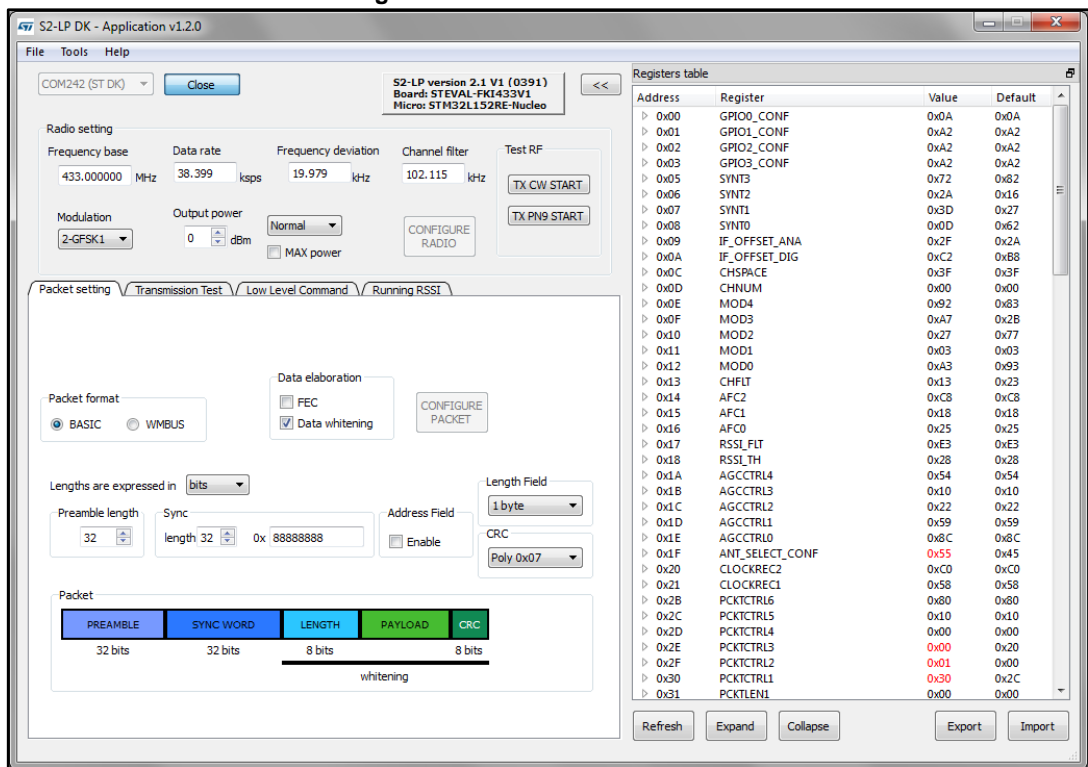 S2-LP DK - Application v1.2.0
File Tools Help
COM242 (ST DK)
Close
S2-LP version 2.1 V1 (0391)
Board: STEVAL-FKI433V1
Micro: STM32L152RE-Nucleo
<<
Radio setting
Frequency base
Data rate
Frequency deviation
Channel filter
Test RF
433.000000 MHz
38.399 ksps
19.979 kHz
102.115 kHz
TX CW START
Modulation
Output power
TX PN9 START
2-GFSK1
0 dBm
Normal
MAX power
CONFIGURE
RADIO
Packet setting
Transmission Test
Low Level Command
Running RSSI
Data elaboration
Packet format
FEC
CONFIGURE
PACKET
BASIC
WMBUS
Data whitening
Lengths are expressed in bits
Length Field
1 byte
Preamble length
Sync
Address Field
32
length 32 0x 88888888
Enable
CRC
Poly 0x07
Packet
PREAMBLE SYNC WORD LENGTH PAYLOAD CRC
32 bits 32 bits 8 bits 8 bits
whitening
Registers table
Address Register Value Default
0x00 GPIO0_CONF 0x0A 0x0A
0x01 GPIO1_CONF 0xA2 0xA2
0x02 GPIO2_CONF 0xA2 0xA2
0x03 GPIO3_CONF 0xA2 0xA2
0x05 SYNT3 0x72 0x82
0x06 SYNT2 0x2A 0x16
0x07 SYNT1 0x3D 0x27
0x08 SYNT0 0x0D 0x62
0x09 IF_OFFSET_ANA 0x2F 0x2A
0x0A IF_OFFSET_DIG 0xC2 0xB8
0x0C CHSPACE 0x3F 0x3F
0x0D CHNUM 0x00 0x00
0x0E MOD4 0x92 0x83
0x0F MOD3 0xA7 0x2B
0x10 MOD2 0x27 0x77
0x11 MOD1 0x03 0x03
0x12 MOD0 0xA3 0x93
0x13 CHFLT 0x13 0x23
0x14 AFC2 0xC8 0xC8
0x15 AFC1 0x18 0x18
0x16 AFC0 0x25 0x25
0x17 RSSI_FLT 0xE3 0xE3
0x18 RSSI_TH 0x28 0x28
0x1A AGCCTRL4 0x54 0x54
0x1B AGCCTRL3 0x10 0x10
0x1C AGCCTRL2 0x22 0x22
0x1D AGCCTRL1 0x59 0x59
0x1E AGCCTRL0 0x8C 0x8C
0x1F ANT_SELECT_CONF 0x55 0x45
0x20 CLOCKREC2 0xC0 0xC0
0x21 CLOCKREC1 0x58 0x58
0x2B PCKTCTRL6 0x80 0x80
0x2C PCKTCTRL5 0x10 0x10
0x2D PCKTCTRL4 0x00 0x00
0x2E PCKTCTRL3 0x00 0x20
0x2F PCKTCTRL2 0x01 0x00
0x30 PCKTCTRL1 0x30 0x2C
0x31 PCKTLEN1 0x00 0x00
Refresh
Expand
Collapse
Export
Import